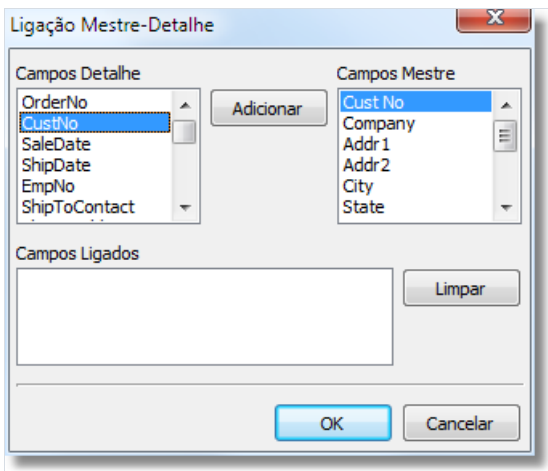 Ligação Mestre-Detalhe
Campos Detalhe
Campos Mestre
OrderNo
CustNo
SaleDate
ShipDate
EmpNo
ShipToContact
Adicionar
Cust No
Company
Addr1
Addr2
City
State
Campos Ligados
Limpar
OK
Cancelar